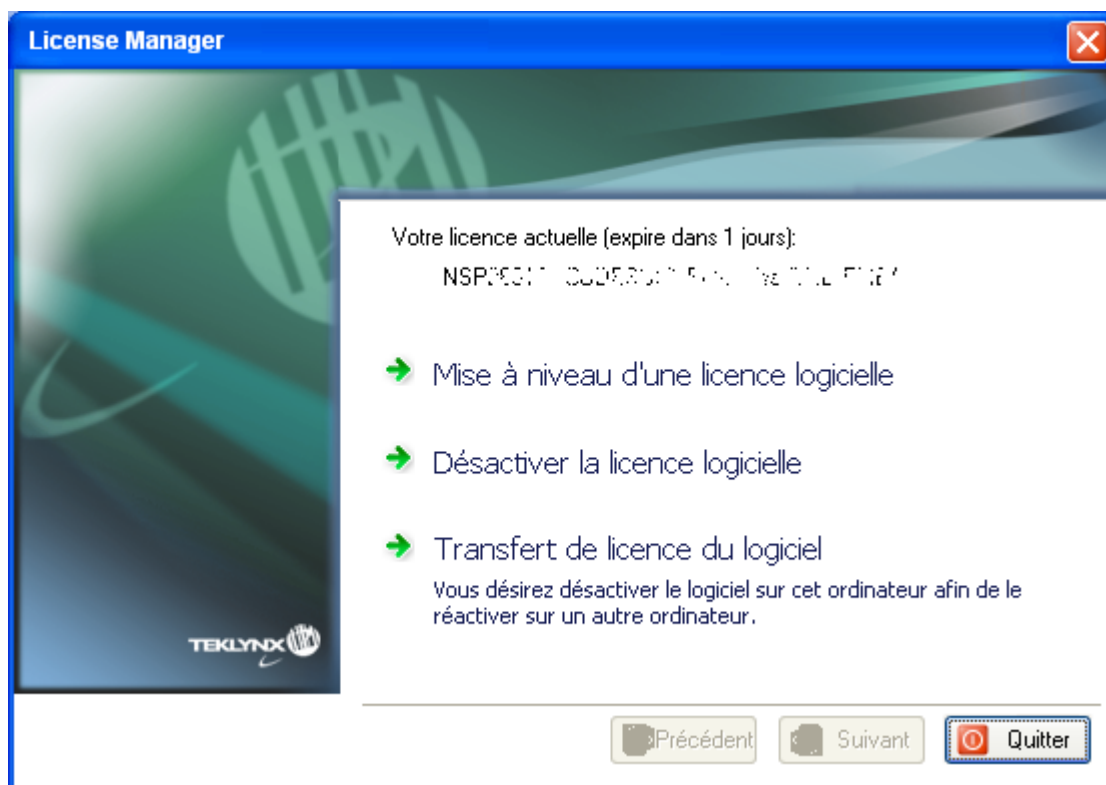 License Manager
Votre licence actuelle (expire dans 1 jours):
Mise à niveau d'une licence logicielle
Désactiver la licence logicielle
Transfert de licence du logiciel
Vous désirez désactiver le logiciel sur cet ordinateur afin de le
réactiver sur un autre ordinateur.
TEKLYNX
Précédent
Suivant
Quitter